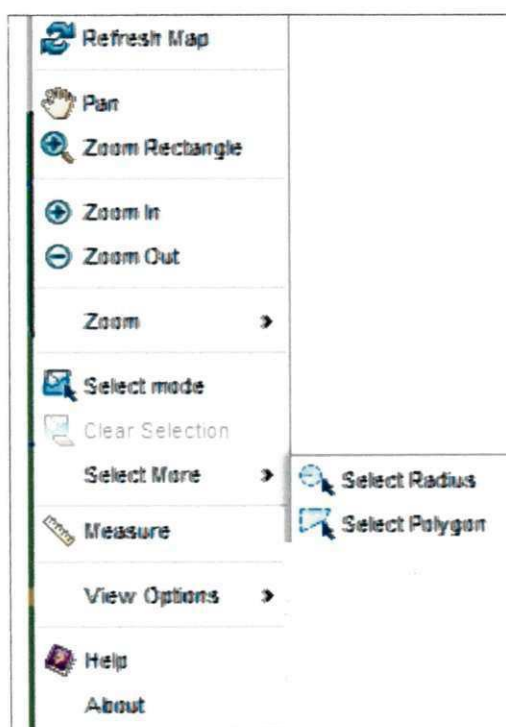 Refresh Map
Pan
Zoom Rectangle
Zoom In
Zoom Out
Zoom
Select mode
Clear Selection
Select More
Select Radius
Select Polygon
Measure
View Options
Help
About